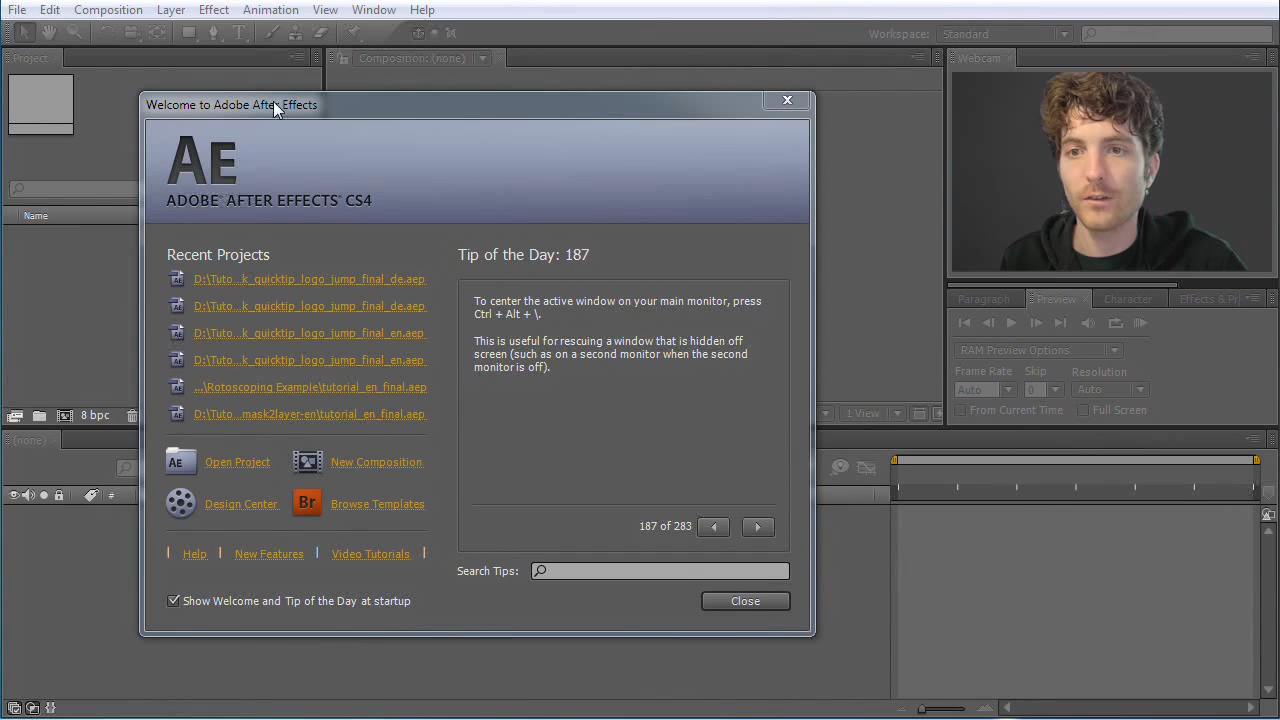 File Edit Composition Layer Effect Animation View Window Help
Workspace: Standard
Project
Composition: (none)
Webcam
Welcome to Adobe After Effects
AE
ADOBE® AFTER EFFECTS® CS4
Name
Recent Projects
D:\Tuto...k_quicktip_logo_jump_final_de.aep
D:\Tuto...k_quicktip_logo_jump_final_de.aep
D:\Tuto...k_quicktip_logo_jump_final_en.aep
D:\Tuto...k_quicktip_logo_jump_final_en.aep
...\Rotoscoping Example\tutorial_en_final.aep
D:\Tuto...mask2layer-en\tutorial_en_final.aep
Ae Open Project New Composition
Design Center Br Browse Templates
Help New Features Video Tutorials
Show Welcome and Tip of the Day at startup
Tip of the Day: 187
To center the active window on your main monitor, press
Ctrl + Alt + \.
This is useful for rescuing a window that is hidden off
screen (such as on a second monitor when the second
monitor is off).
187 of 283
Search Tips:
Close
Paragraph Preview Character Effects & Pr
RAM Preview Options
Frame Rate Skip Resolution
Auto 0 Auto
From Current Time Full Screen
8 bpc
1 View
(none)
#